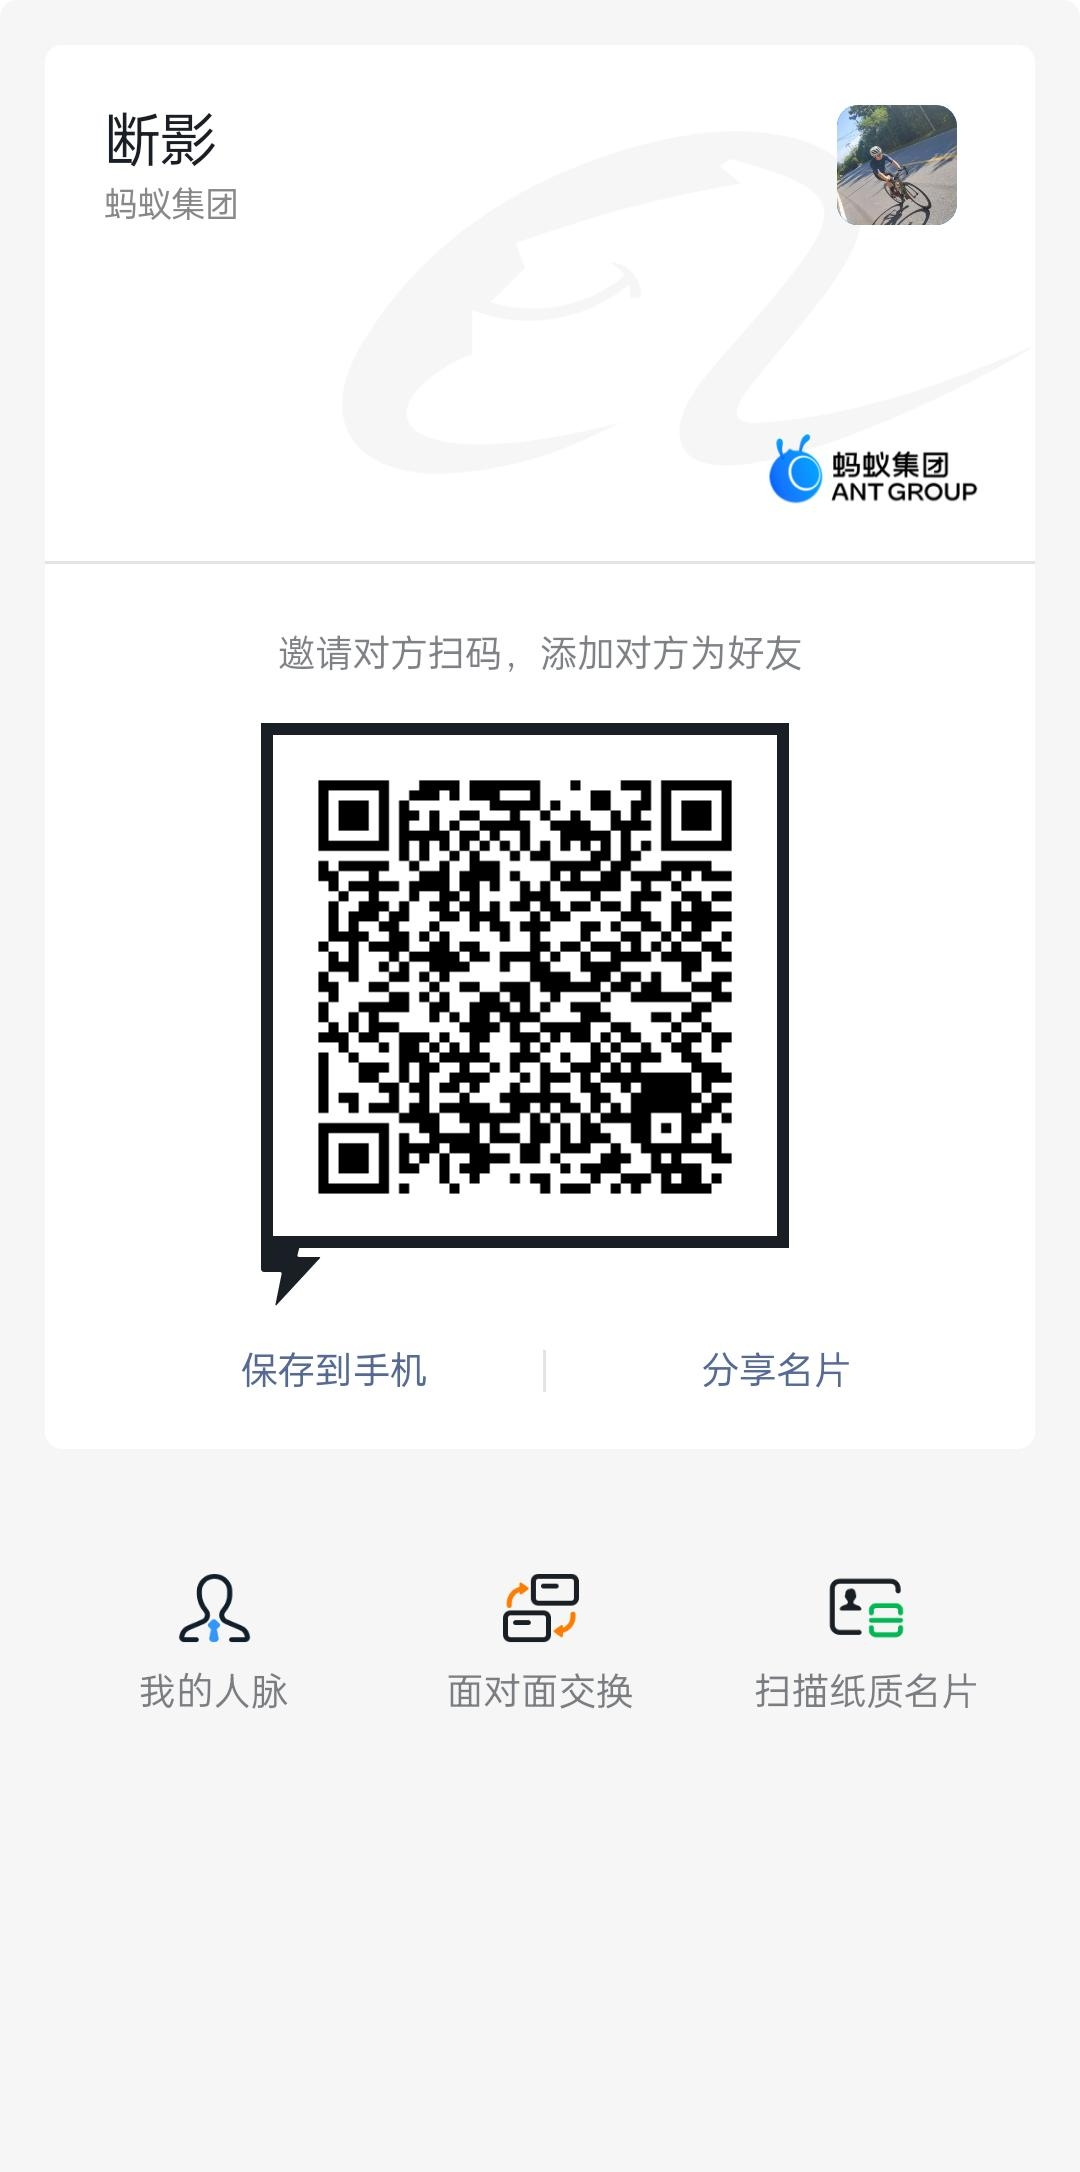 断影
蚂蚁集团
蚂蚁集团
ANT GROUP
邀请对方扫码，添加对方为好友
保存到手机
分享名片
我的人脉
面对面交换
扫描纸质名片